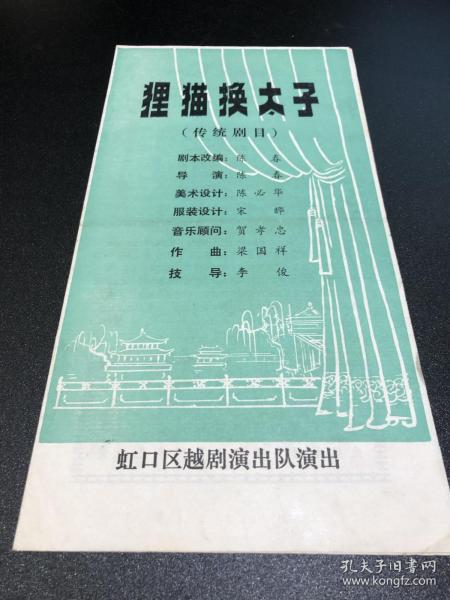 狸猫换太子
（传统剧目）
剧本改编：陈 春
导 演：陈 春
美术设计：陈必华
服装设计：宋 晔
音乐顾问：贺孝忠
作 曲：梁国祥
技 导：李 俊
虹口区越剧演出队演出
孔夫子旧书网
www.kongfz.com